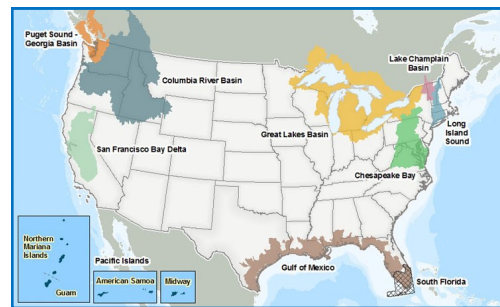 Puget Sound -
Georgia Basin
Columbia River Basin
Lake Champlain
Basin
Great Lakes Basin
Long
Island
Sound
San Francisco Bay Delta
Chesapeake Bay
Northern
Mariana
Islands
Guam
Pacific Islands
American Samoa
Midway
Gulf of Mexico
South Florida